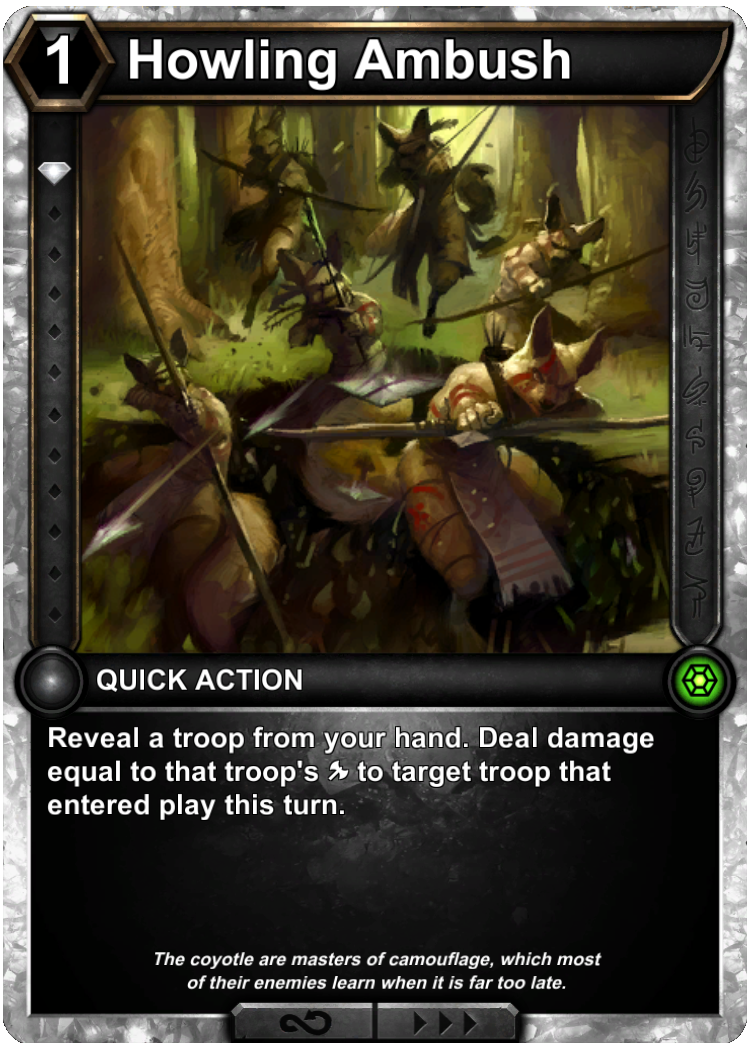 1
Howling Ambush
QUICK ACTION
Reveal a troop from your hand. Deal damage
equal to that troop's to target troop that
entered play this turn.
The coyotle are masters of camouflage, which most
of their enemies learn when it is far too late.